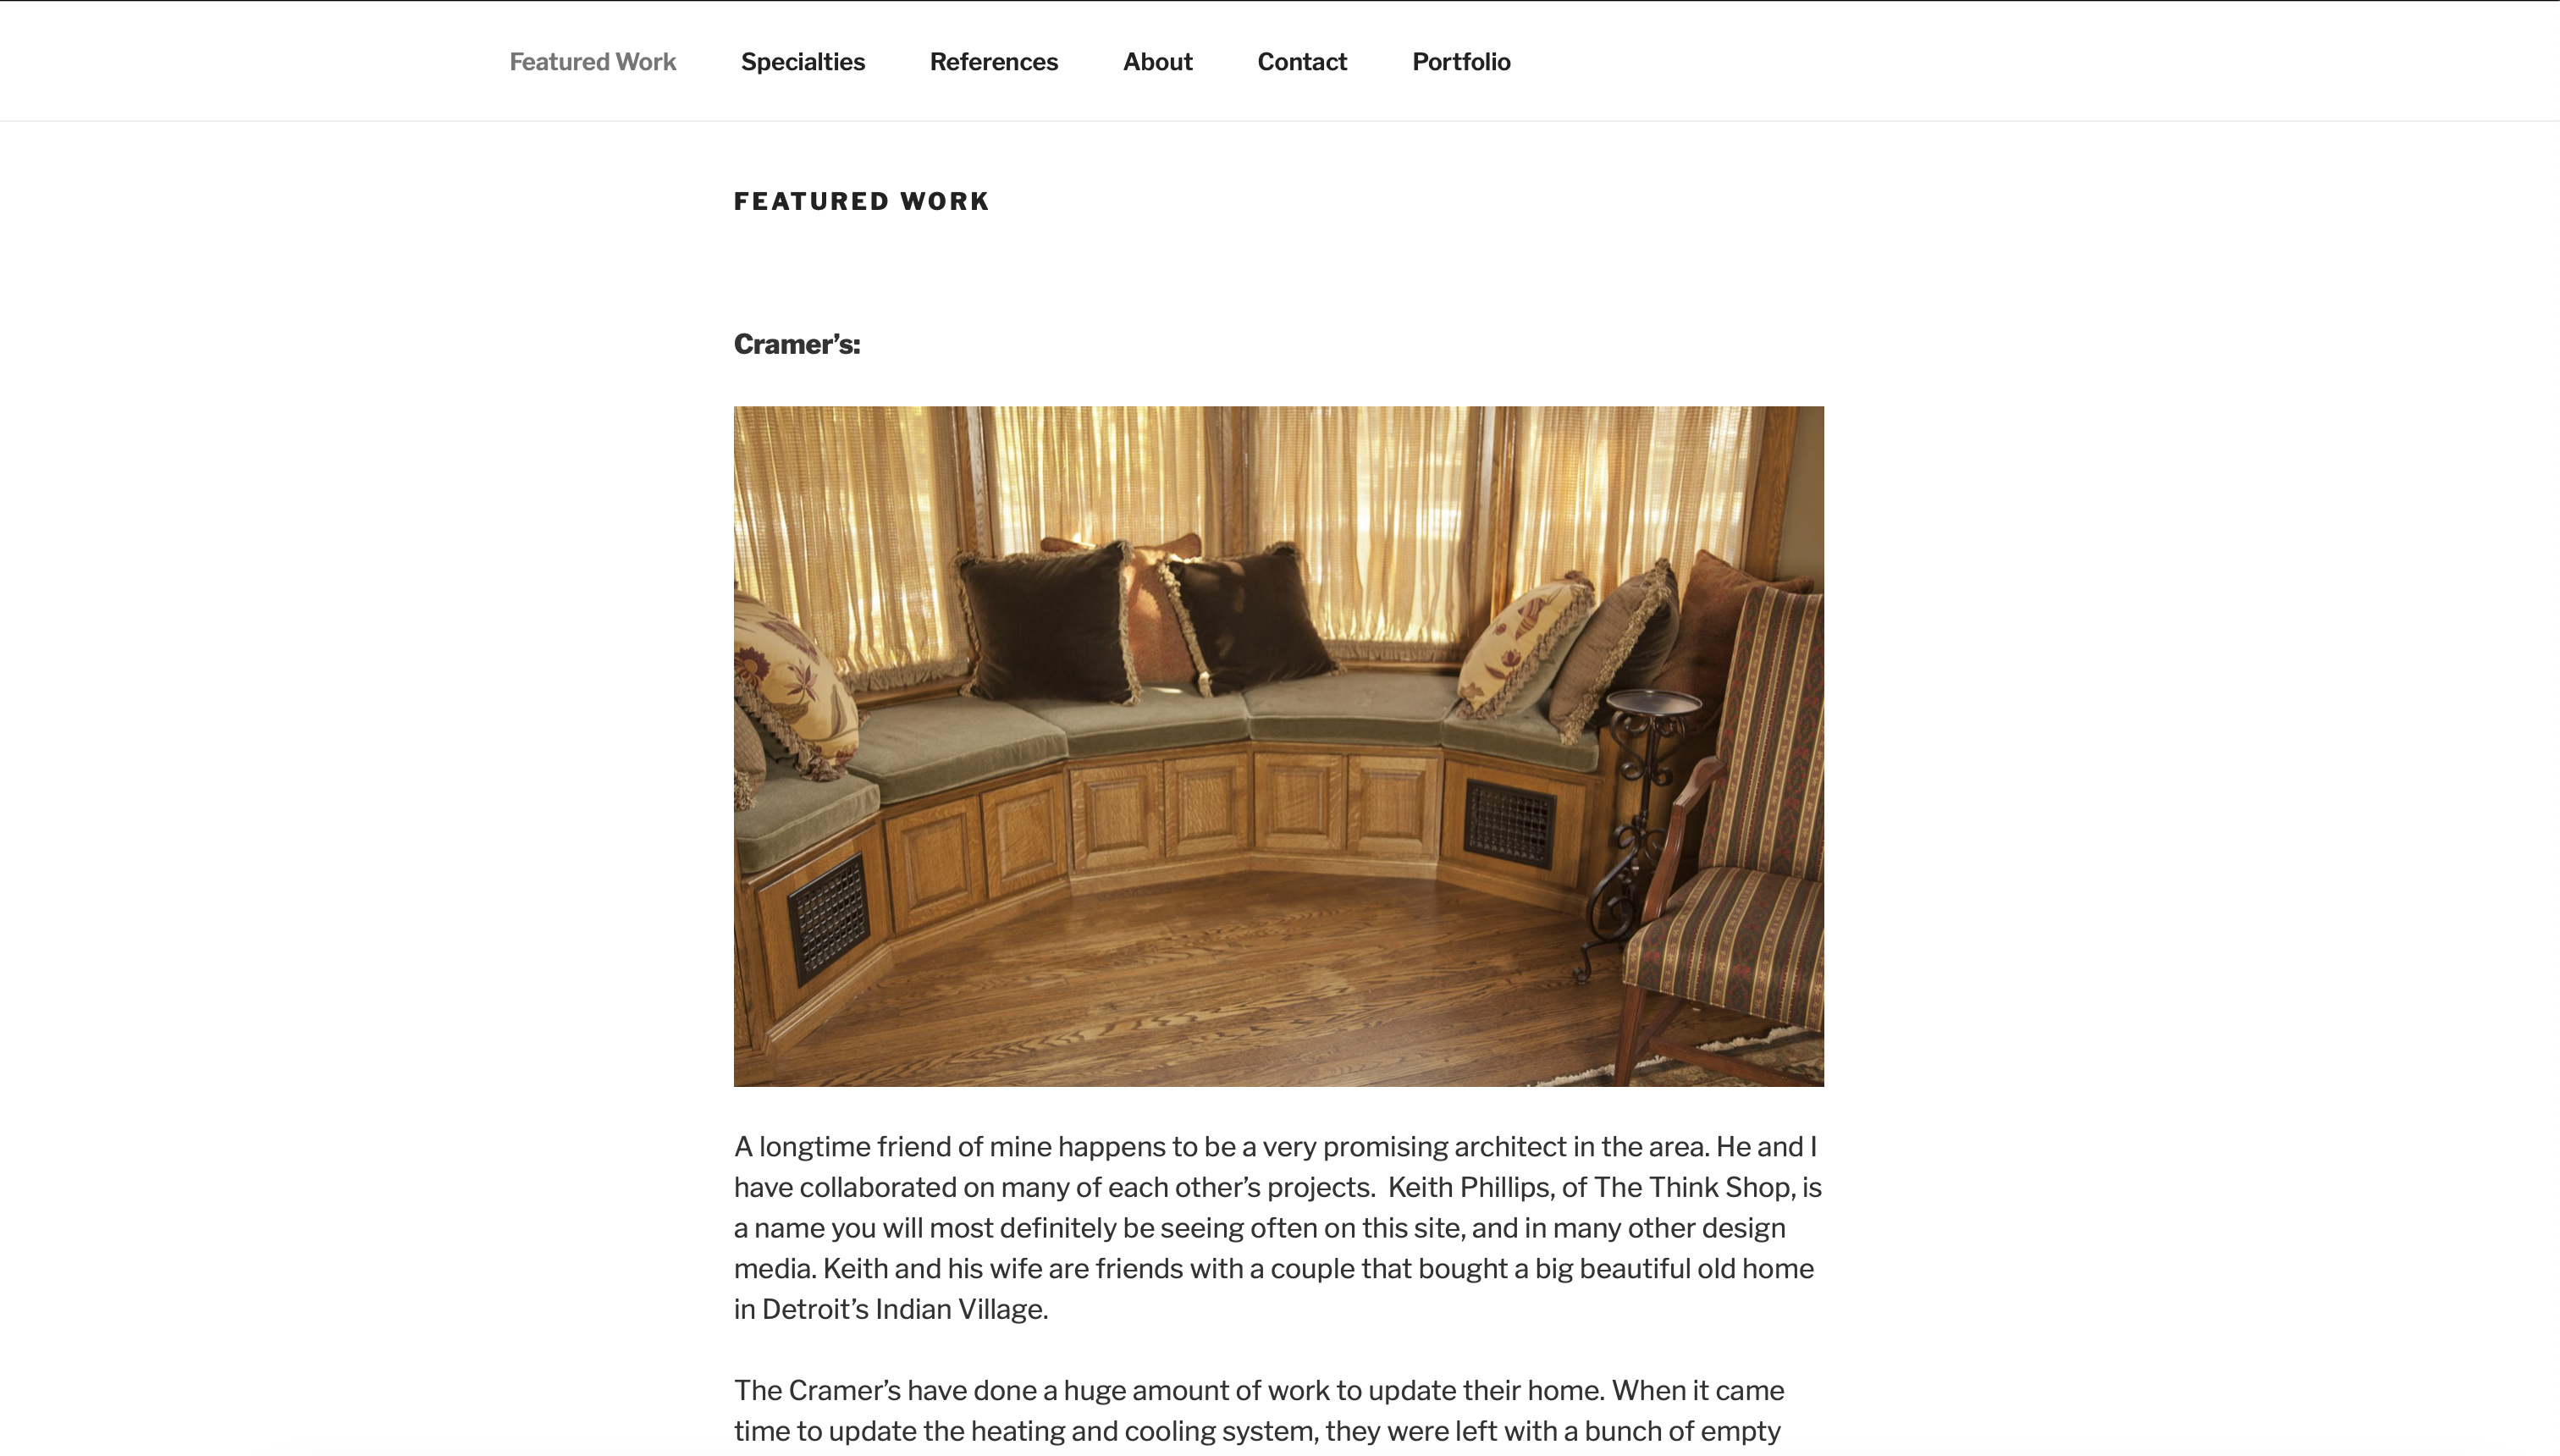 Featured Work Specialties References About Contact Portfolio
FEATURED WORK
Cramer’s:
A longtime friend of mine happens to be a very promising architect in the area. He and I
have collaborated on many of each other’s projects.  Keith Phillips, of The Think Shop, is
a name you will most definitely be seeing often on this site, and in many other design
media. Keith and his wife are friends with a couple that bought a big beautiful old home
in Detroit’s Indian Village.
The Cramer’s have done a huge amount of work to update their home. When it came
time to update the heating and cooling system, they were left with a bunch of empty